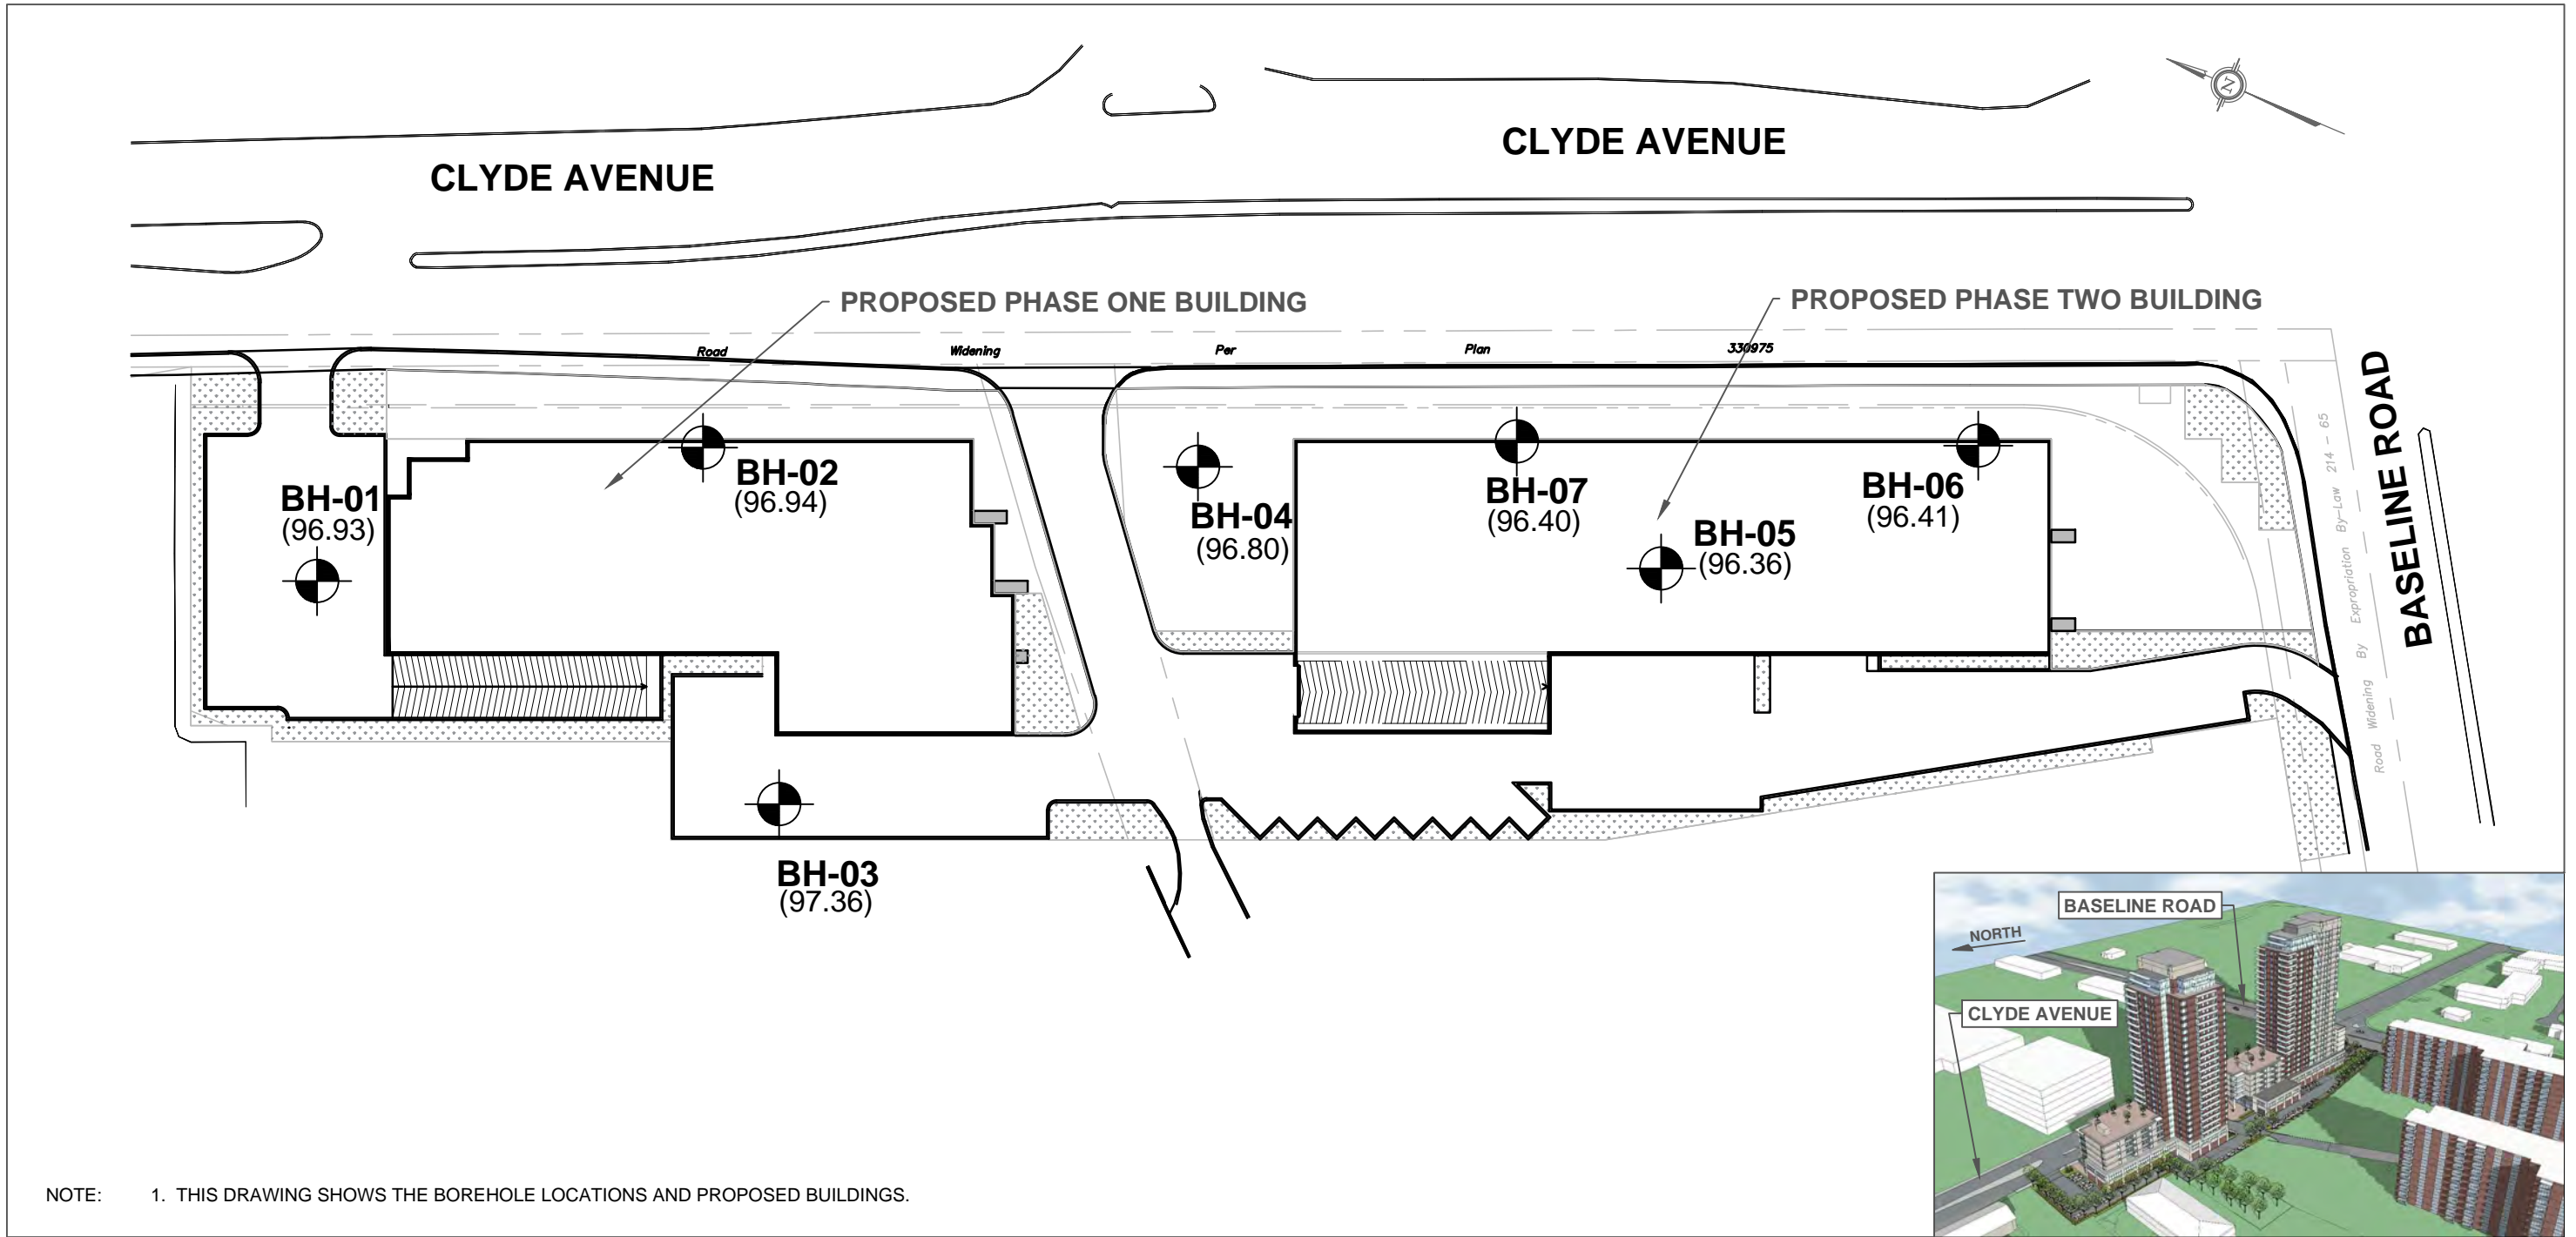 N
CLYDE AVENUE
CLYDE AVENUE
PROPOSED PHASE ONE BUILDING
PROPOSED PHASE TWO BUILDING
Road Widening Per Plan 330975
BASELINE ROAD
Road Widening By Expropriation By-Law 214 - 65
BH-01
(96.93)
BH-02
(96.94)
BH-04
(96.80)
BH-07
(96.40)
BH-05
(96.36)
BH-06
(96.41)
BH-03
(97.36)
BASELINE ROAD
NORTH
CLYDE AVENUE
NOTE: 1. THIS DRAWING SHOWS THE BOREHOLE LOCATIONS AND PROPOSED BUILDINGS.